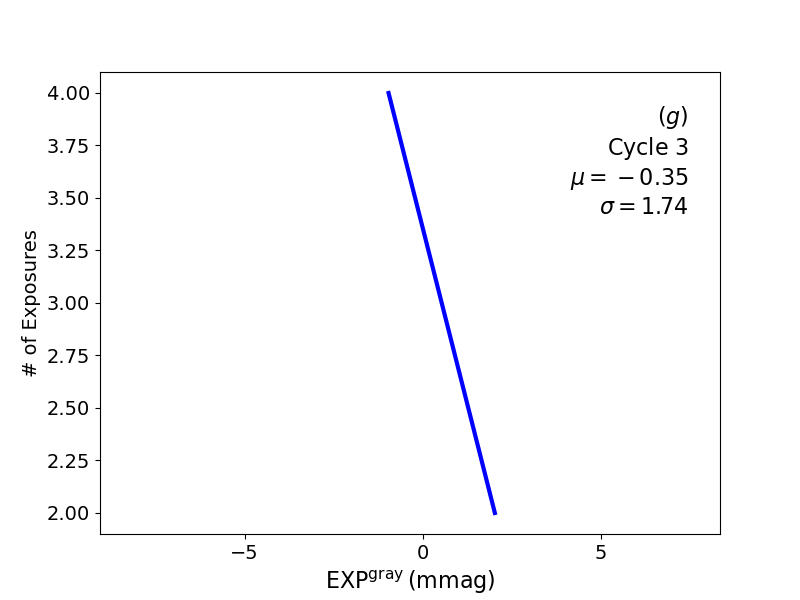 (g)
Cycle 3
μ = −0.35
σ = 1.74
4.00
3.75
3.50
3.25
3.00
2.75
2.50
2.25
2.00
# of Exposures
−5 0 5
EXPgray (mmag)